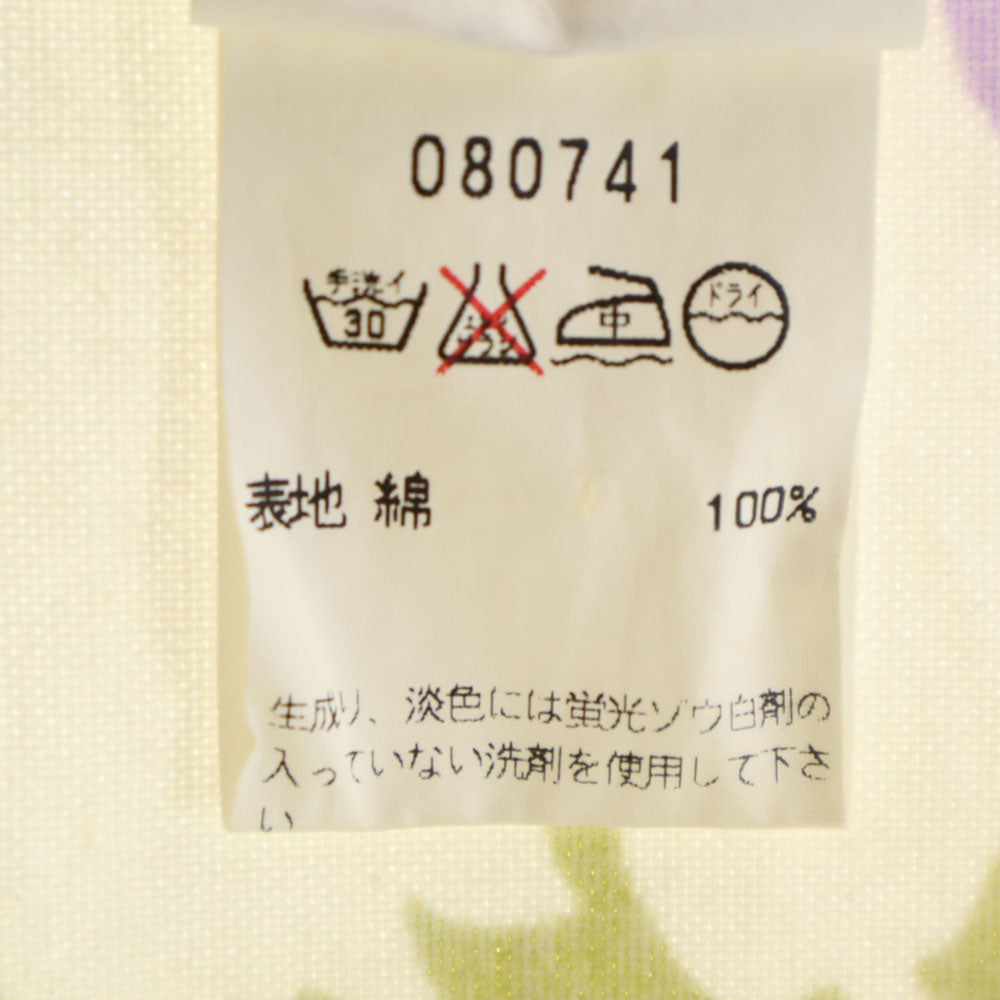 080741
手洗イ 中 ドライ
30
表地 綿 100%
生成り、淡色には蛍光ゾウ白剤の
入っていない洗剤を使用して下さ
い